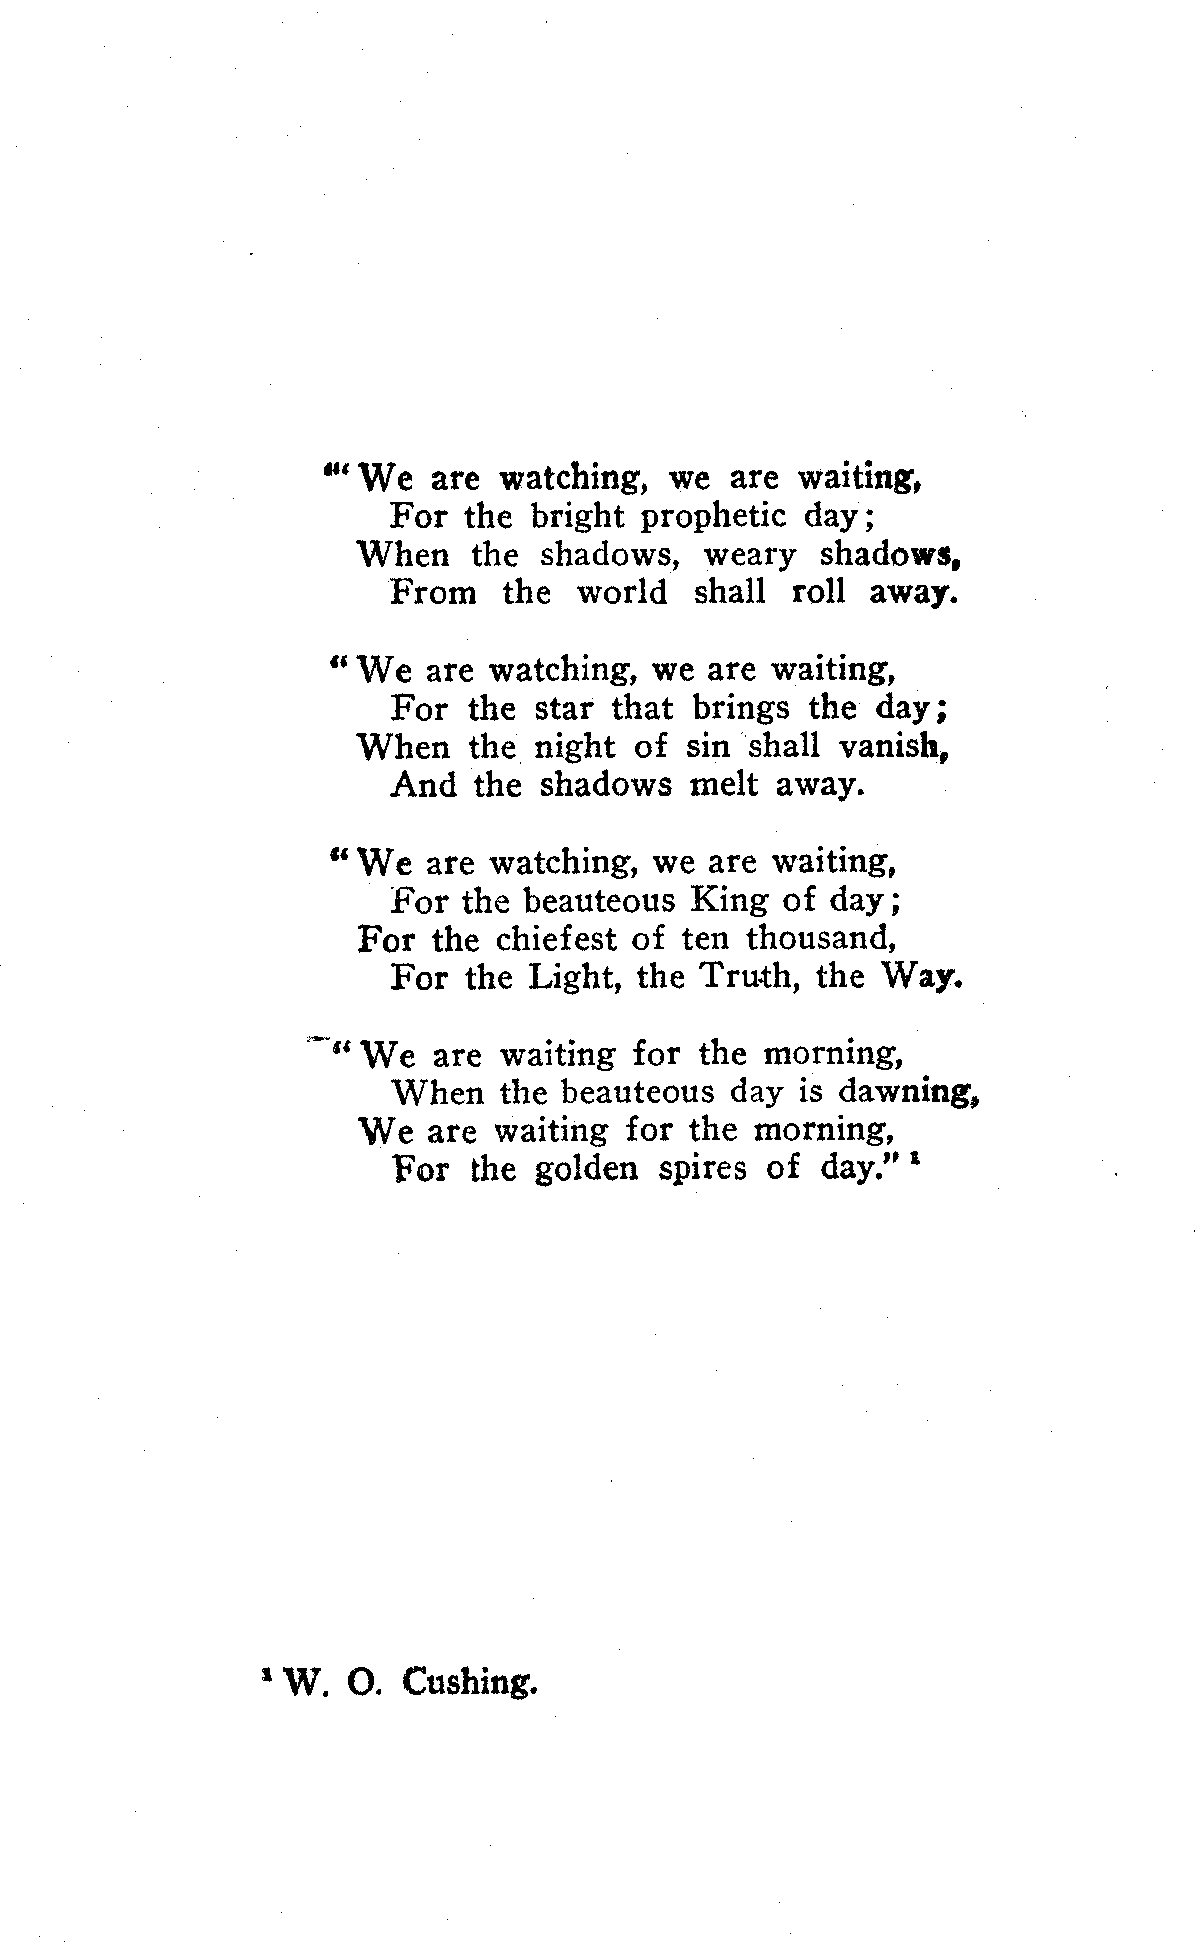 "'We are watching, we are waiting,
For the bright prophetic day;
When the shadows, weary shadows,
From the world shall roll away.
"We are watching, we are waiting,
For the star that brings the day;
When the night of sin shall vanish,
And the shadows melt away.
"We are watching, we are waiting,
For the beauteous King of day;
For the chiefest of ten thousand,
For the Light, the Truth, the Way.
"We are waiting for the morning,
When the beauteous day is dawning,
We are waiting for the morning,
For the golden spires of day." ¹
¹ W. O. Cushing.